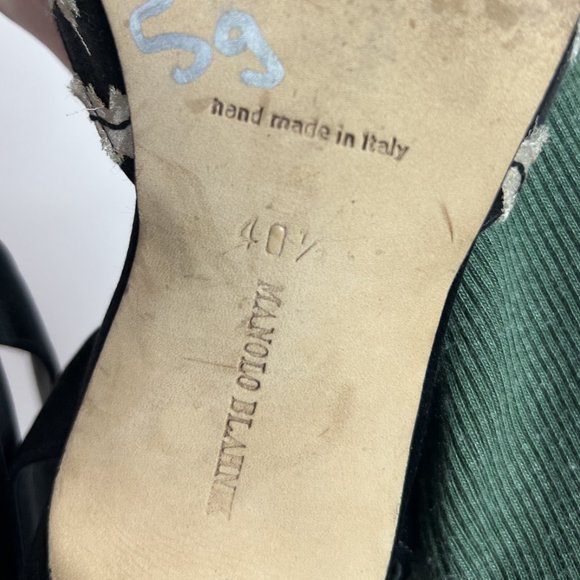 59
hand made in Italy
40½
MANOLO BLAHNIK